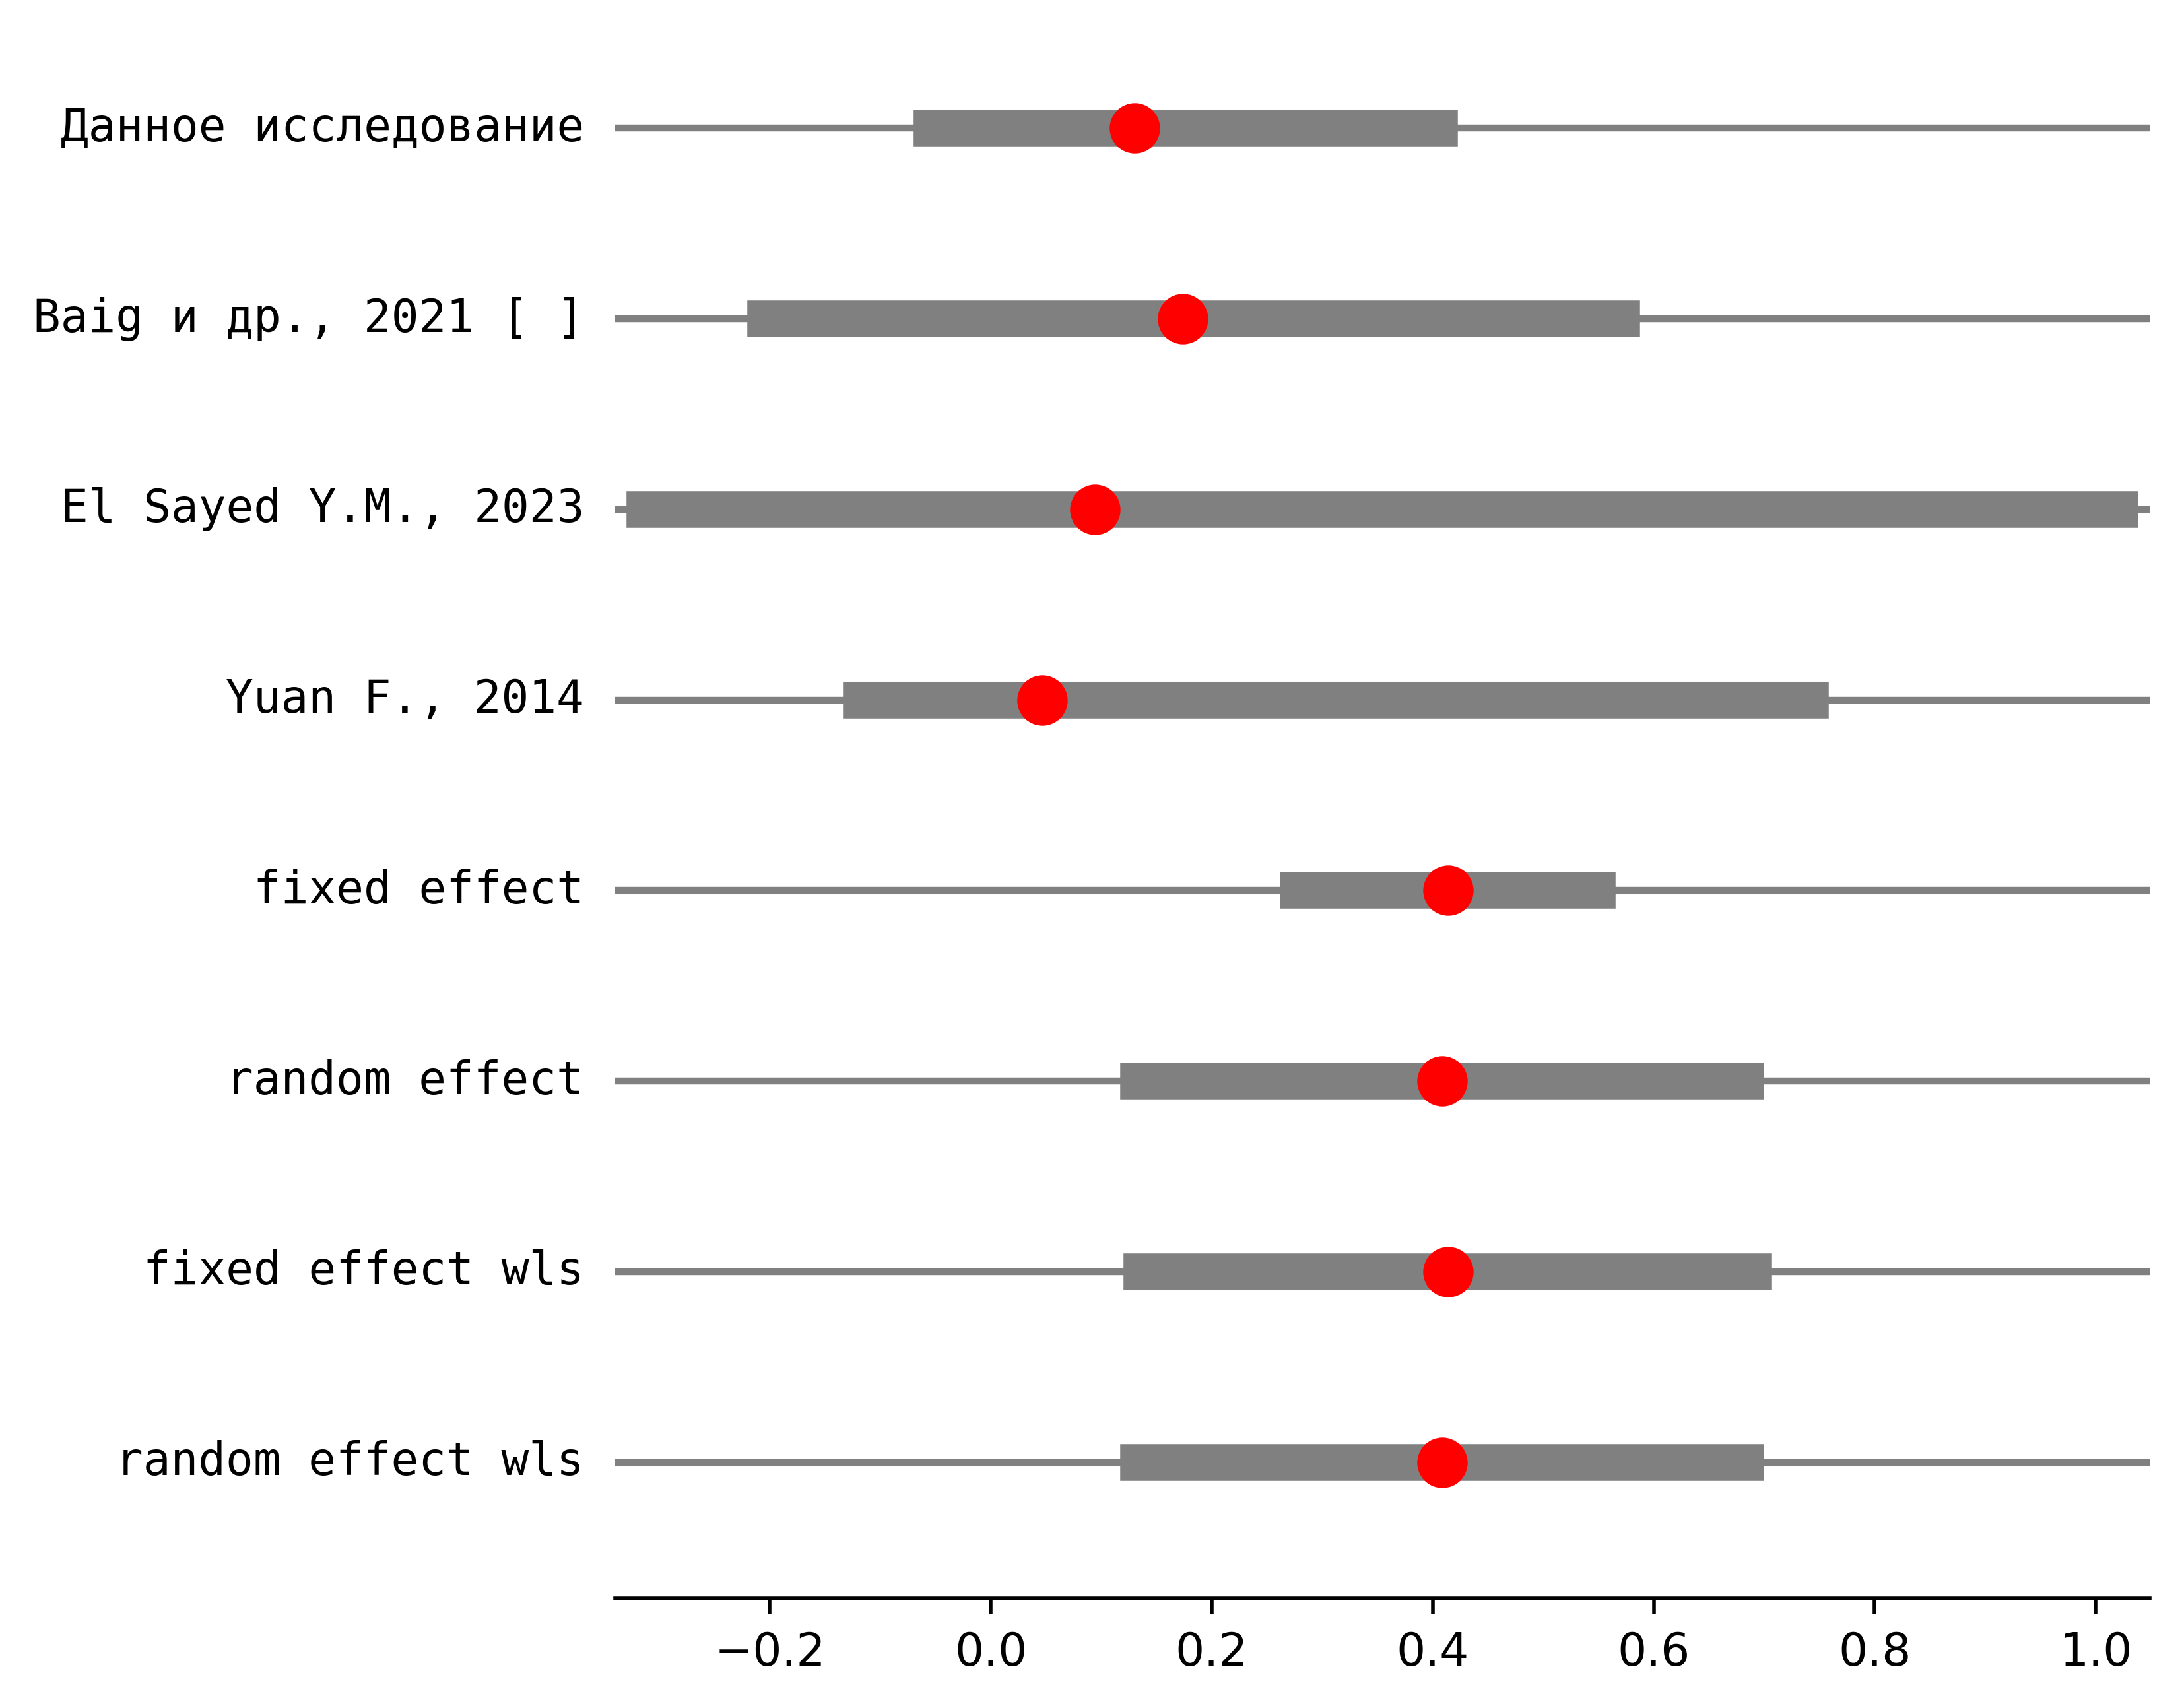 Данное исследование
Baig и др., 2021 [ ]
El Sayed Y.M., 2023
Yuan F., 2014
fixed effect
random effect
fixed effect wls
random effect wls
−0.2 0.0 0.2 0.4 0.6 0.8 1.0